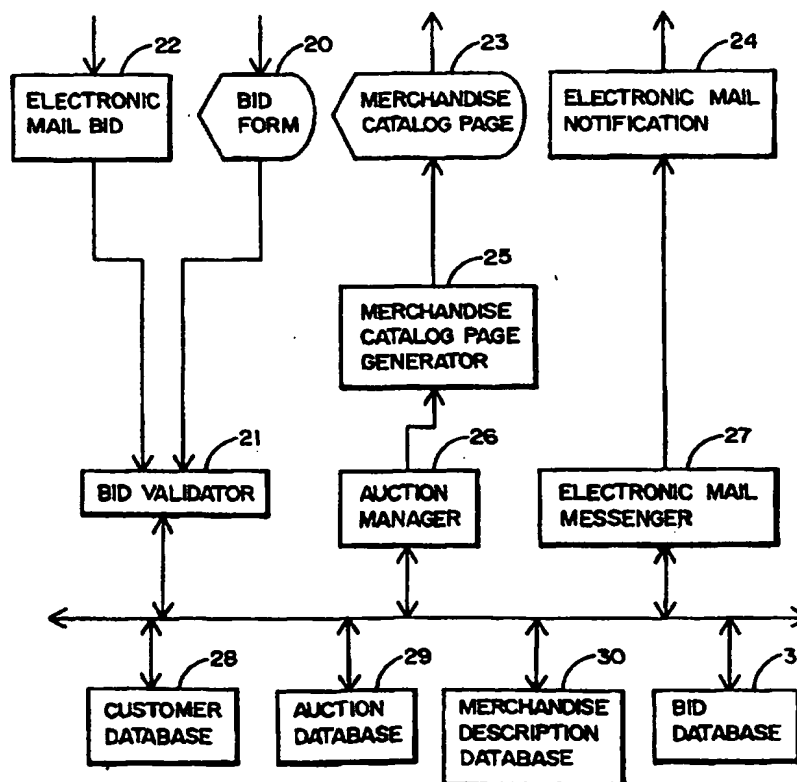 22
20
23
24
ELECTRONIC
MAIL BID
BID
FORM
MERCHANDISE
CATALOG PAGE
ELECTRONIC MAIL
NOTIFICATION
25
MERCHANDISE
CATALOG PAGE
GENERATOR
21
26
27
BID VALIDATOR
AUCTION
MANAGER
ELECTRONIC MAIL
MESSENGER
28
29
30
3
CUSTOMER
DATABASE
AUCTION
DATABASE
MERCHANDISE
DESCRIPTION
DATABASE
BID
DATABASE